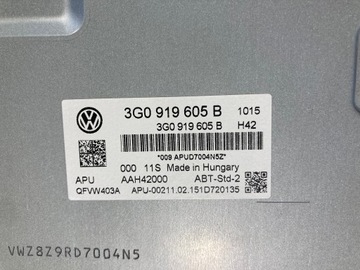 3G0 919 605 B 1015
3G0 919 605 B H42
*009 APUD7004N5Z*
000 11S Made in Hungary
APU AAH42000 ABT-Std-2
QFVW403A APU-00211.02.151D720135
VWZ8Z9RD7004N5